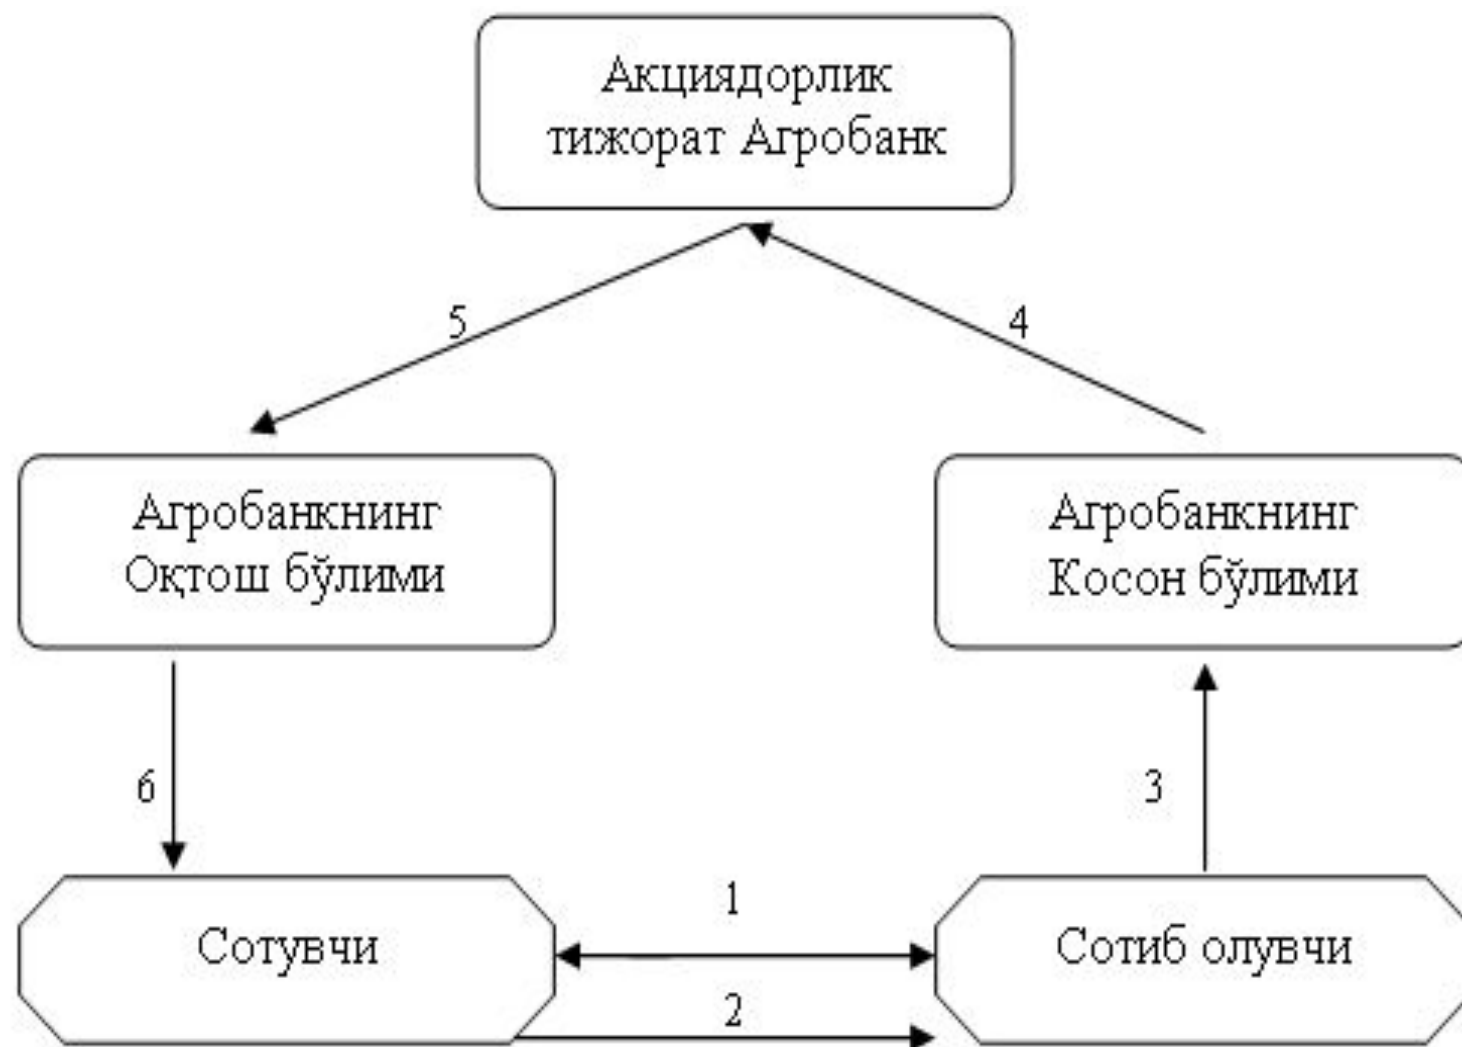 Акциядорлик
тижорат Агробанк
5
4
Агробанкнинг
Оқтош бўлими
Агробанкнинг
Косон бўлими
6
3
1
Сотувчи
Сотиб олувчи
2